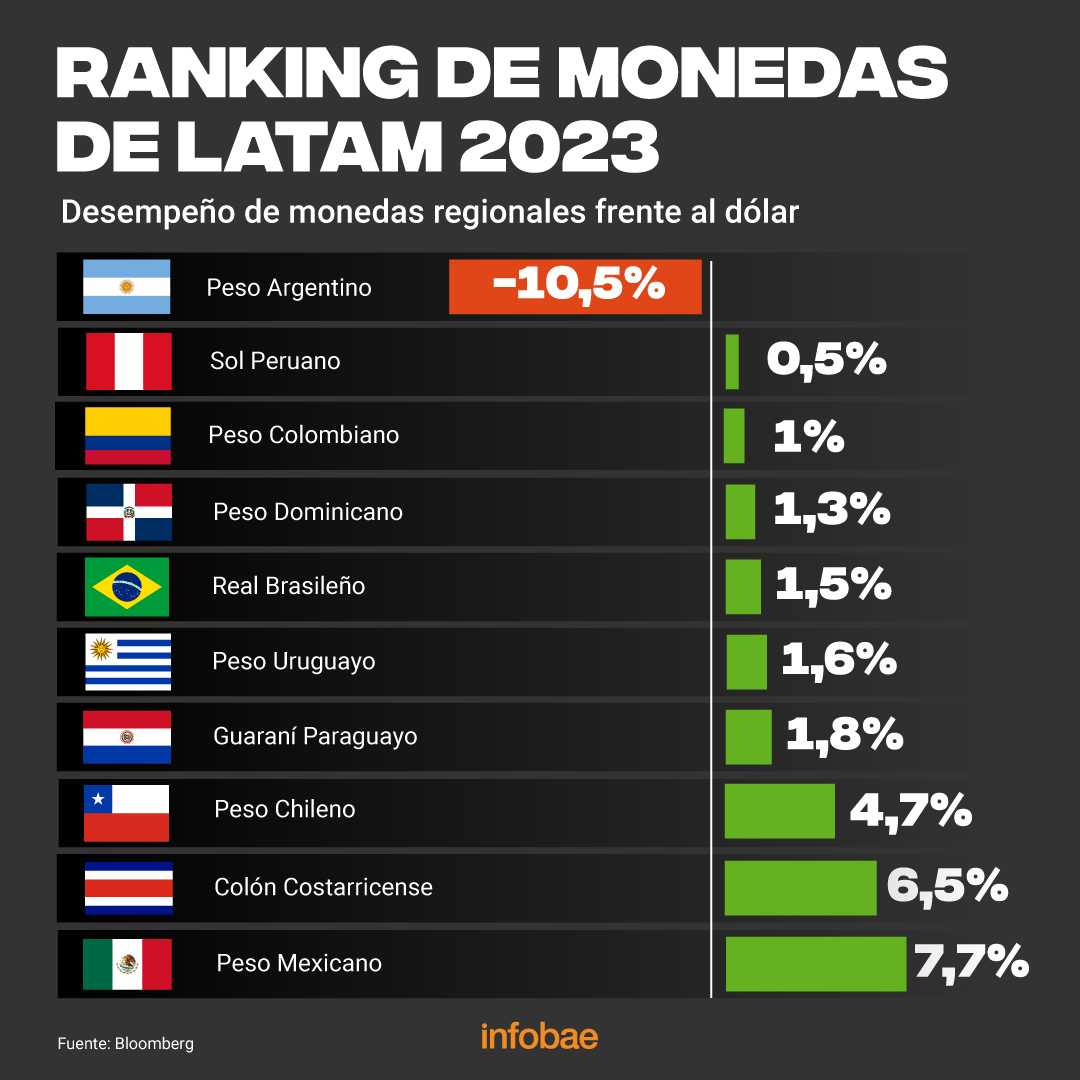 RANKING DE MONEDAS
DE LATAM 2023
Desempeño de monedas regionales frente al dólar
Peso Argentino -10,5%
Sol Peruano 0,5%
Peso Colombiano 1%
Peso Dominicano 1,3%
Real Brasileño 1,5%
Peso Uruguayo 1,6%
Guaraní Paraguayo 1,8%
Peso Chileno 4,7%
Colón Costarricense 6,5%
Peso Mexicano 7,7%
Fuente: Bloomberg
infobae